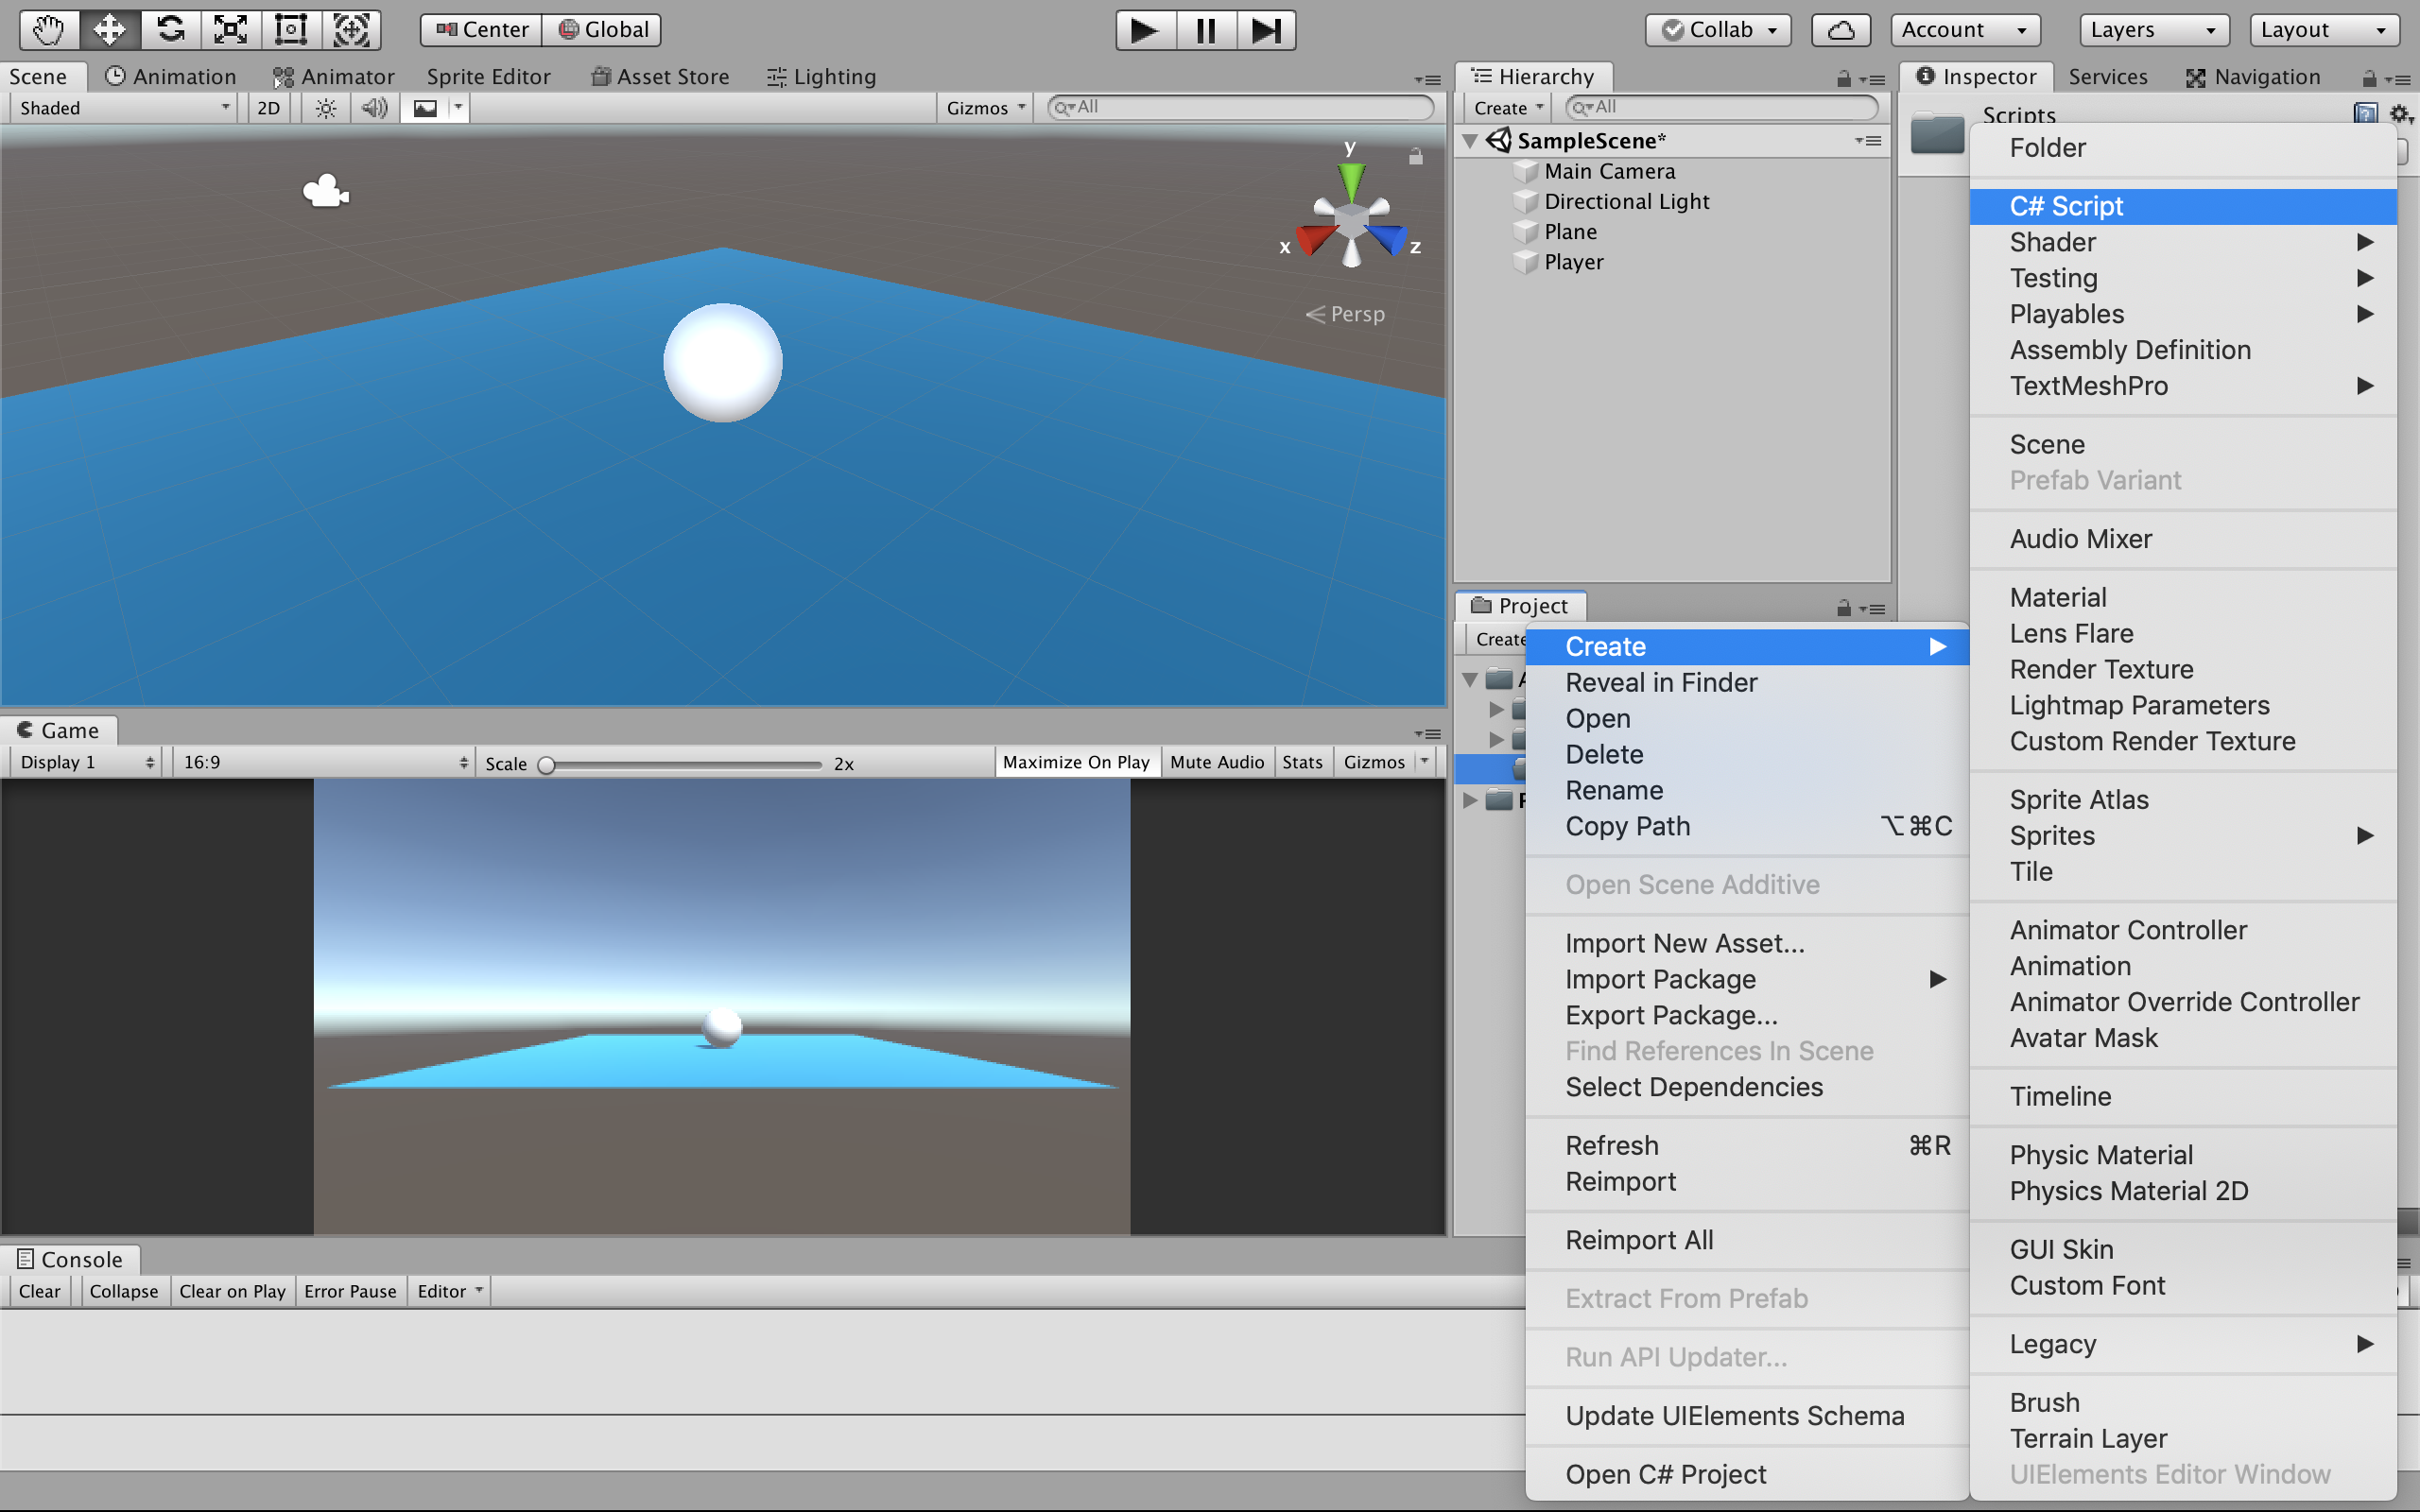 Center Global
Collab Account Layers Layout
Scene Animation Animator Sprite Editor Asset Store Lighting
Shaded 2D Gizmos All
y
x z
Persp
Hierarchy
Create All
SampleScene*
Main Camera
Directional Light
Plane
Player
Inspector Services Navigation
Scripts
Project
Create
Game
Display 1 16:9 Scale 2x Maximize On Play Mute Audio Stats Gizmos
Console
Clear Collapse Clear on Play Error Pause Editor
Create
Reveal in Finder
Open
Delete
Rename
Copy Path ⌥⌘C
Open Scene Additive
Import New Asset...
Import Package
Export Package...
Find References In Scene
Select Dependencies
Refresh ⌘R
Reimport
Reimport All
Extract From Prefab
Run API Updater...
Update UIElements Schema
Open C# Project
Folder
C# Script
Shader
Testing
Playables
Assembly Definition
TextMeshPro
Scene
Prefab Variant
Audio Mixer
Material
Lens Flare
Render Texture
Lightmap Parameters
Custom Render Texture
Sprite Atlas
Sprites
Tile
Animator Controller
Animation
Animator Override Controller
Avatar Mask
Timeline
Physic Material
Physics Material 2D
GUI Skin
Custom Font
Legacy
Brush
Terrain Layer
UIElements Editor Window